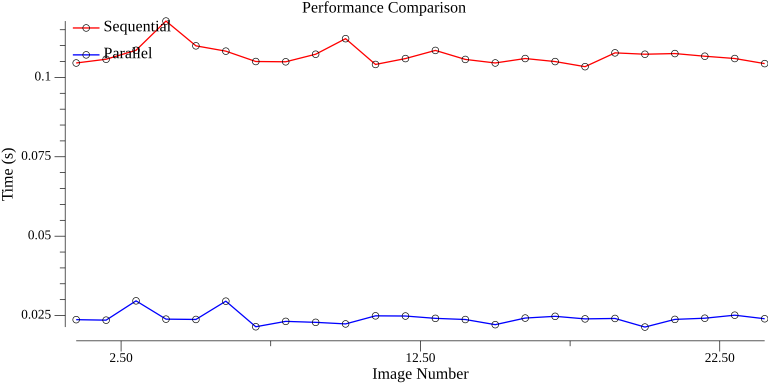 Performance Comparison
Sequential
Parallel
0.1
0.075
0.05
0.025
Time (s)
2.50
12.50
22.50
Image Number